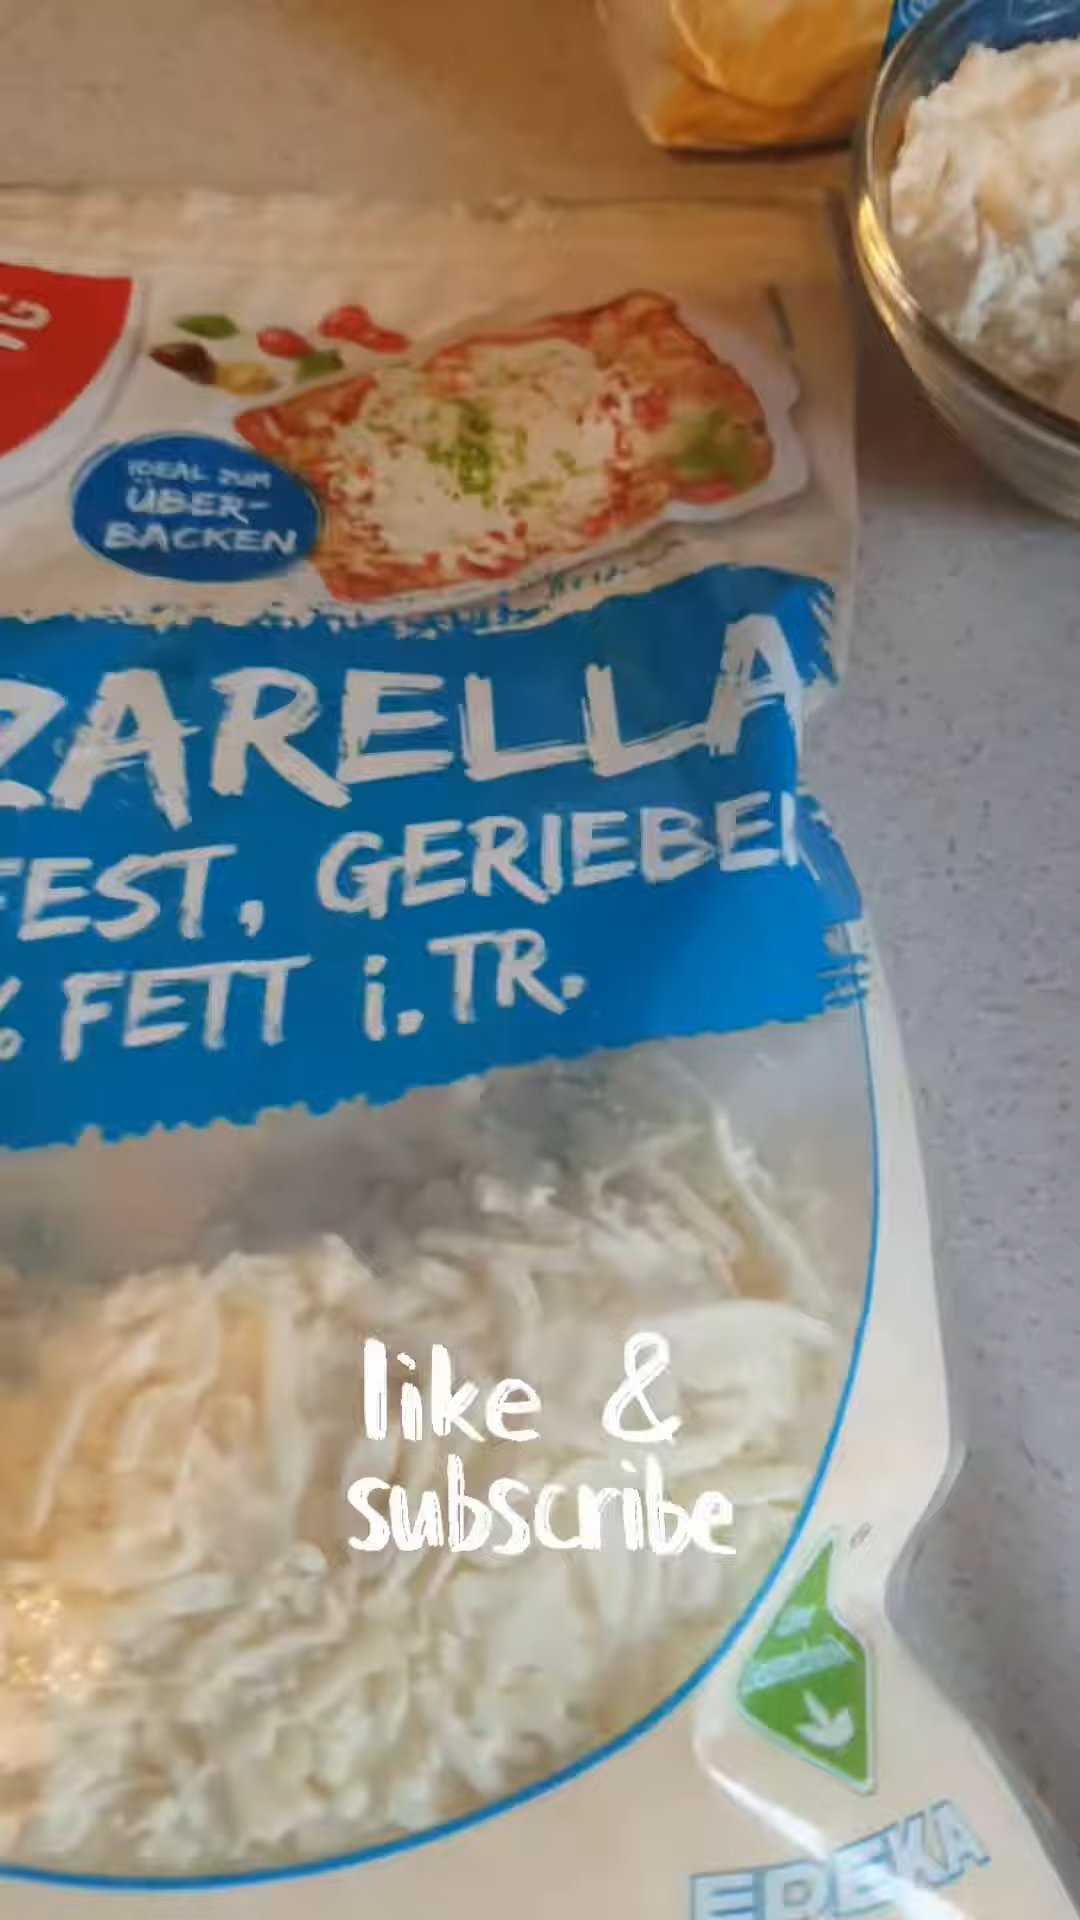 IDEAL ZUM
ÜBER-
BACKEN
ZARELLA
FEST, GERIEBEN
% FETT i.TR.
like &
subscribe
EDEKA